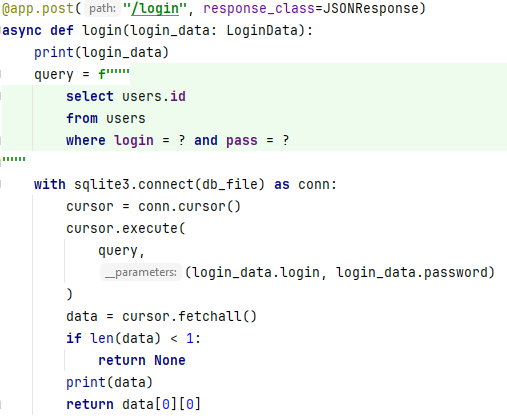 @app.post( path: "/login", response_class=JSONResponse)
async def login(login_data: LoginData):
    print(login_data)
    query = f"""
        select users.id
        from users
        where login = ? and pass = ?
"""
    with sqlite3.connect(db_file) as conn:
        cursor = conn.cursor()
        cursor.execute(
            query,
            __parameters: (login_data.login, login_data.password)
        )
        data = cursor.fetchall()
        if len(data) < 1:
            return None
        print(data)
        return data[0][0]